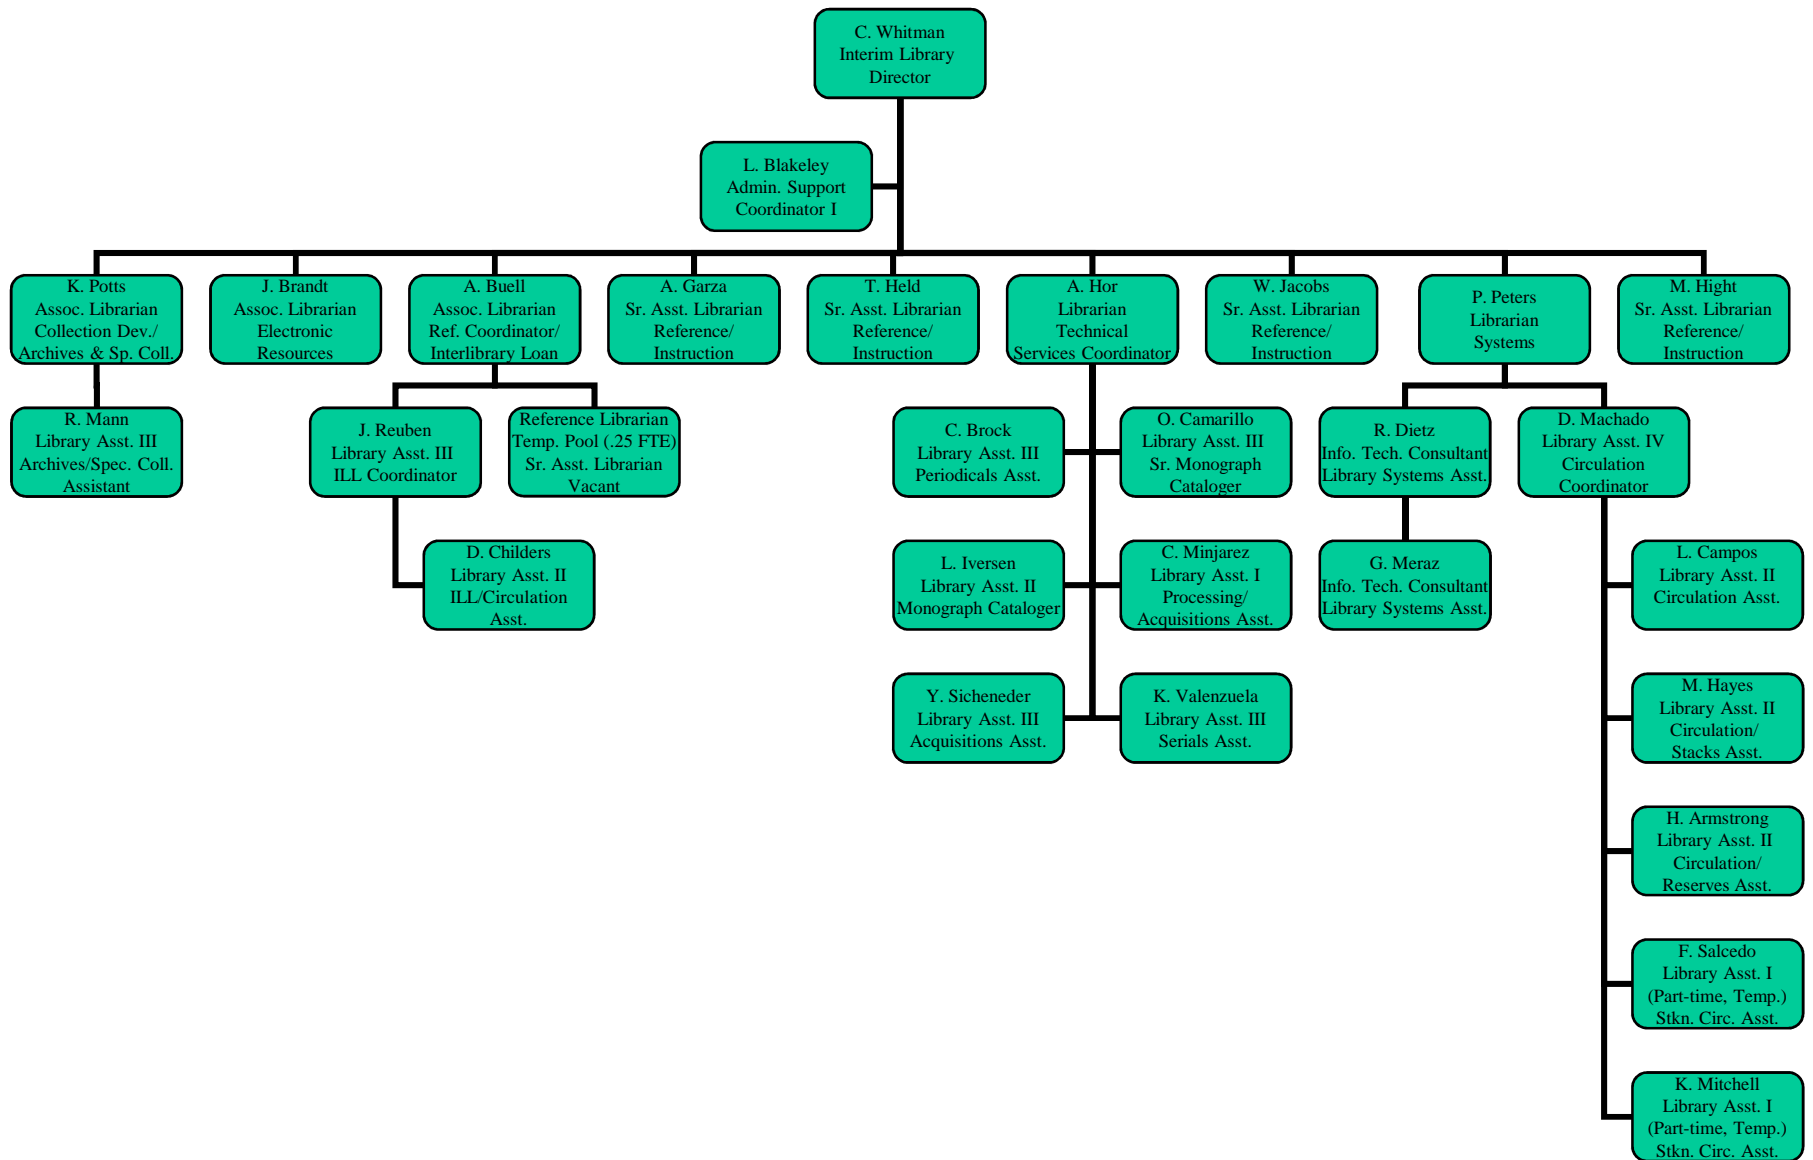 C. Whitman
Interim Library
Director
L. Blakeley
Admin. Support
Coordinator I
K. Potts
Assoc. Librarian
Collection Dev./
Archives & Sp. Coll.
J. Brandt
Assoc. Librarian
Electronic
Resources
A. Buell
Assoc. Librarian
Ref. Coordinator/
Interlibrary Loan
A. Garza
Sr. Asst. Librarian
Reference/
Instruction
T. Held
Sr. Asst. Librarian
Reference/
Instruction
A. Hor
Librarian
Technical
Services Coordinator
W. Jacobs
Sr. Asst. Librarian
Reference/
Instruction
P. Peters
Librarian
Systems
M. Hight
Sr. Asst. Librarian
Reference/
Instruction
R. Mann
Library Asst. III
Archives/Spec. Coll.
Assistant
J. Reuben
Library Asst. III
ILL Coordinator
Reference Librarian
Temp. Pool (.25 FTE)
Sr. Asst. Librarian
Vacant
C. Brock
Library Asst. III
Periodicals Asst.
O. Camarillo
Library Asst. III
Sr. Monograph
Cataloger
R. Dietz
Info. Tech. Consultant
Library Systems Asst.
D. Machado
Library Asst. IV
Circulation
Coordinator
D. Childers
Library Asst. II
ILL/Circulation
Asst.
L. Iversen
Library Asst. II
Monograph Cataloger
C. Minjarez
Library Asst. I
Processing/
Acquisitions Asst.
G. Meraz
Info. Tech. Consultant
Library Systems Asst.
L. Campos
Library Asst. II
Circulation Asst.
Y. Sicheneder
Library Asst. III
Acquisitions Asst.
K. Valenzuela
Library Asst. III
Serials Asst.
M. Hayes
Library Asst. II
Circulation/
Stacks Asst.
H. Armstrong
Library Asst. II
Circulation/
Reserves Asst.
F. Salcedo
Library Asst. I
(Part-time, Temp.)
Stkn. Circ. Asst.
K. Mitchell
Library Asst. I
(Part-time, Temp.)
Stkn. Circ. Asst.